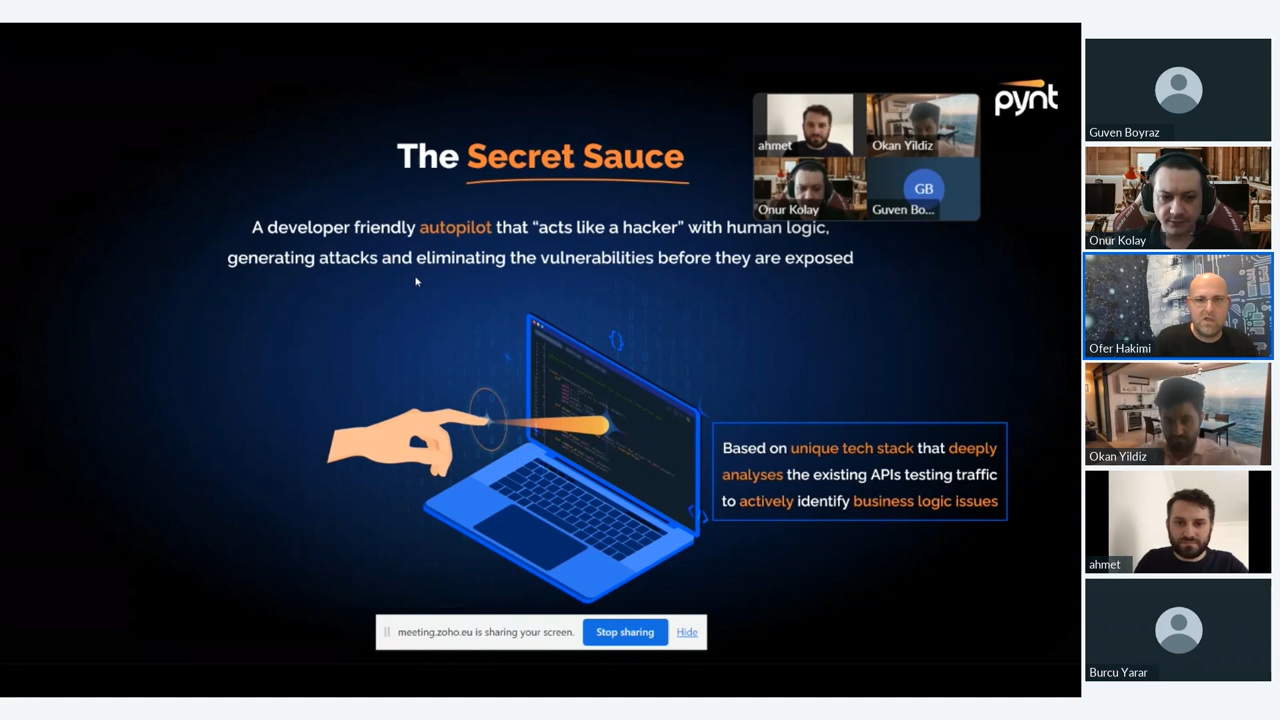 pynt
ahmet
Okan Yildiz
Onur Kolay
GB
Guven Bo...
The Secret Sauce
A developer friendly autopilot that “acts like a hacker” with human logic,
generating attacks and eliminating the vulnerabilities before they are exposed
Based on unique tech stack that deeply
analyses the existing APIs testing traffic
to actively identify business logic issues
meeting.zoho.eu is sharing your screen.
Stop sharing
Hide
Guven Boyraz
Onur Kolay
Ofer Hakimi
Okan Yildiz
ahmet
Burcu Yarar